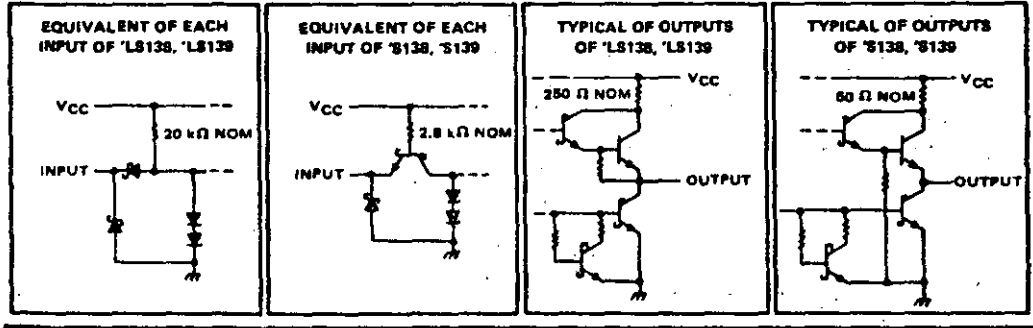 EQUIVALENT OF EACH
INPUT OF 'LS138, 'LS139
VCC
20 kΩ NOM
INPUT
EQUIVALENT OF EACH
INPUT OF 'S138, 'S139
VCC
2.8 kΩ NOM
INPUT
TYPICAL OF OUTPUTS
OF 'LS138, 'LS139
VCC
250 Ω NOM
OUTPUT
TYPICAL OF OUTPUTS
OF 'S138, 'S139
VCC
50 Ω NOM
OUTPUT